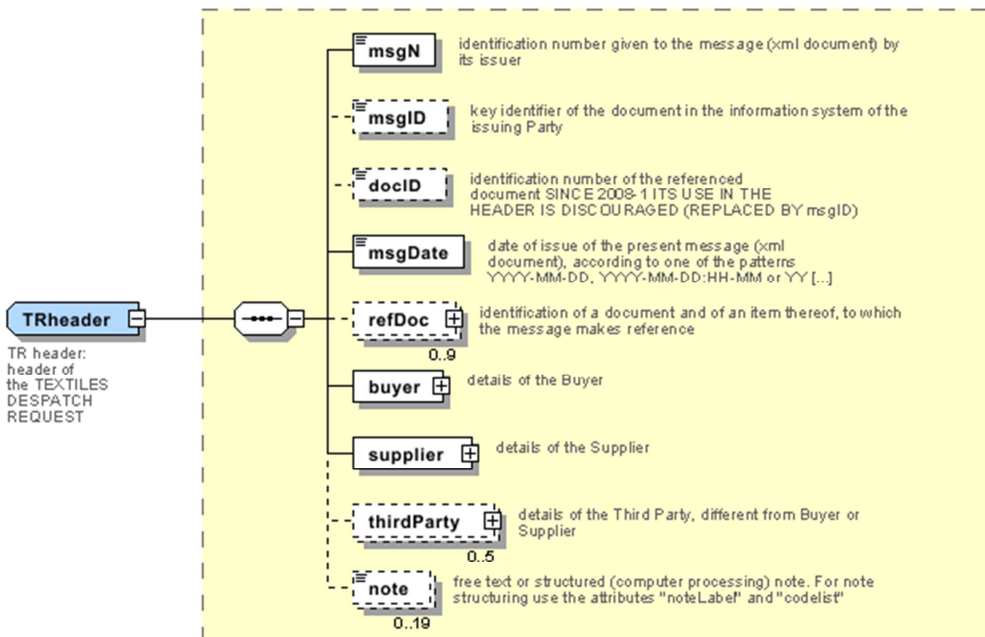 msgN
identification number given to the message (xml document) by
its issuer
msgID
key identifier of the document in the information system of the
issuing Party
docID
identification number of the referenced
document SINCE 2008-1 ITS USE IN THE
HEADER IS DISCOURAGED (REPLACED BY msgID)
msgDate
date of issue of the present message (xml
document), according to one of the patterns
YYYY-MM-DD, YYYY-MM-DD:HH-MM or YY [...]
TRheader
TR header:
header of
the TEXTILES
DESPATCH
REQUEST
refDoc
identification of a document and of an item thereof, to which
the message makes reference
0..9
buyer
details of the Buyer
supplier
details of the Supplier
thirdParty
details of the Third Party, different from Buyer or
Supplier
0..5
note
free text or structured (computer processing) note. For note
structuring use the attributes "noteLabel" and "codelist"
0..19